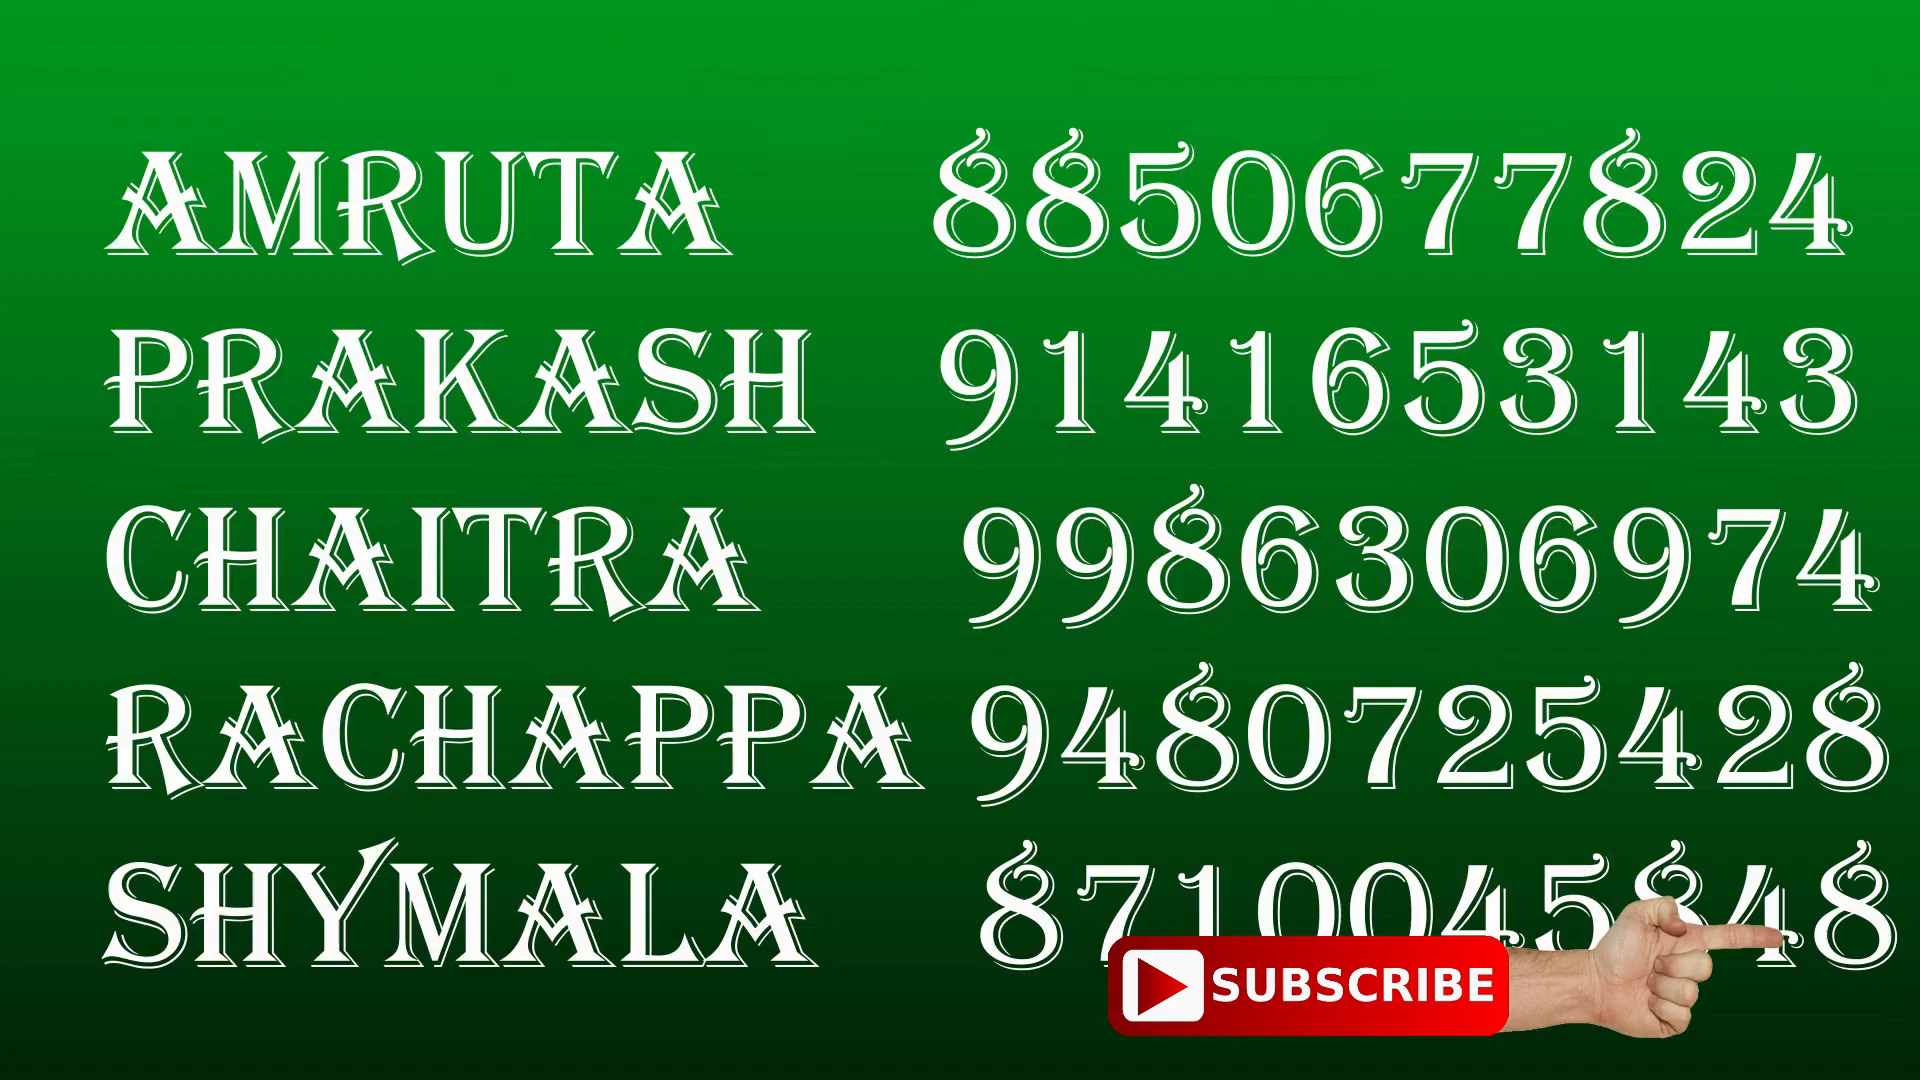 AMRUTA 8850677824
PRAKASH 9141653143
CHAITRA 9986306974
RACHAPPA 9480725428
SHYMALA 8710045848
SUBSCRIBE